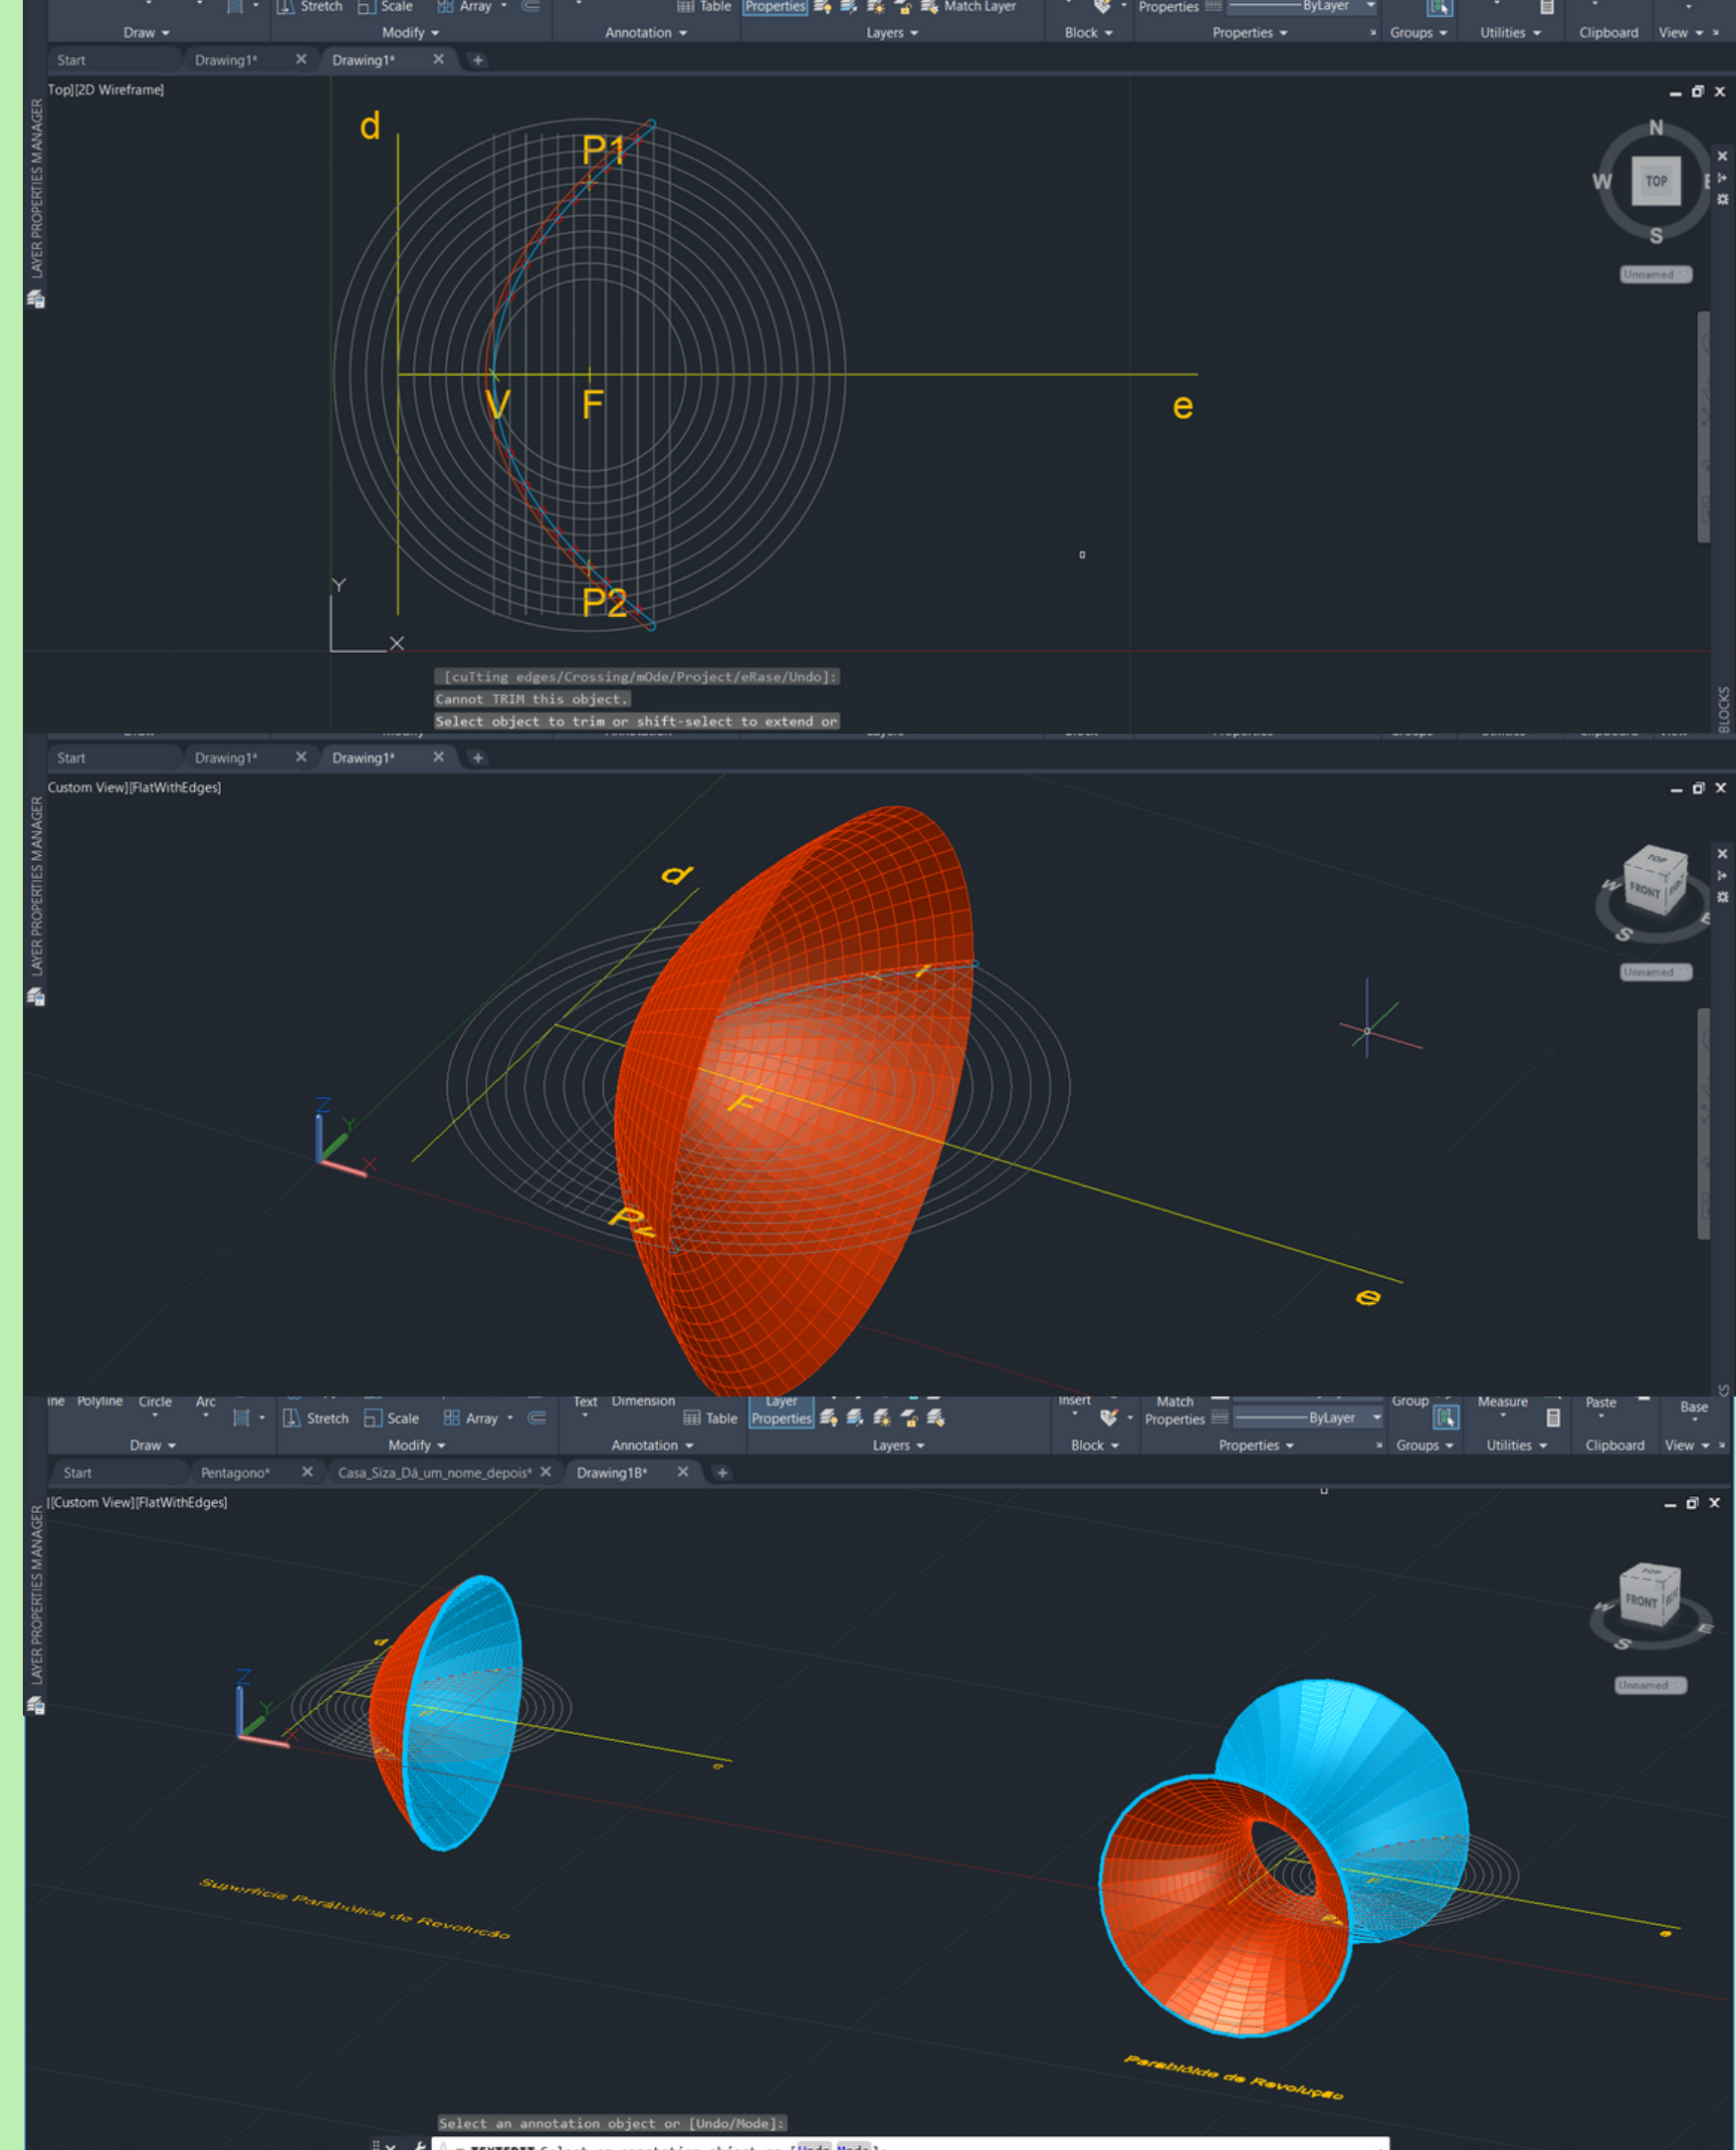 Stretch Scale Array Table Properties Match Layer Properties ByLayer
Draw Modify Annotation Layers Block Properties Groups Utilities Clipboard View
Start Drawing1* Drawing1*
Top][2D Wireframe]
LAYER PROPERTIES MANAGER
d
P1
V
F
e
P2
Y
X
N
W
TOP
S
Unnamed
[cuTting edges/Crossing/mOde/Project/eRase/Undo]:
Cannot TRIM this object.
Select object to trim or shift-select to extend or
BLOCKS
Start Drawing1* Drawing1*
Custom View][FlatWithEdges]
LAYER PROPERTIES MANAGER
d
F
e
Z
Y
X
TOP
W
FRONT
S
Unnamed
Polyline Circle Arc Text Dimension Layer Insert Match Group Measure Paste Base
Stretch Scale Array Table Properties Properties ByLayer
Draw Modify Annotation Layers Block Properties Groups Utilities Clipboard View
Start Pentagono* Casa_Siza_Dá_um_nome_depois* Drawing1B*
[Custom View][FlatWithEdges]
LAYER PROPERTIES MANAGER
d
Z
Y
X
e
TOP
W
FRONT
E
S
Unnamed
Superfície Parábólica de Revolução
e
Parablóide de Revolução
Select an annotation object or [Undo/Mode]: